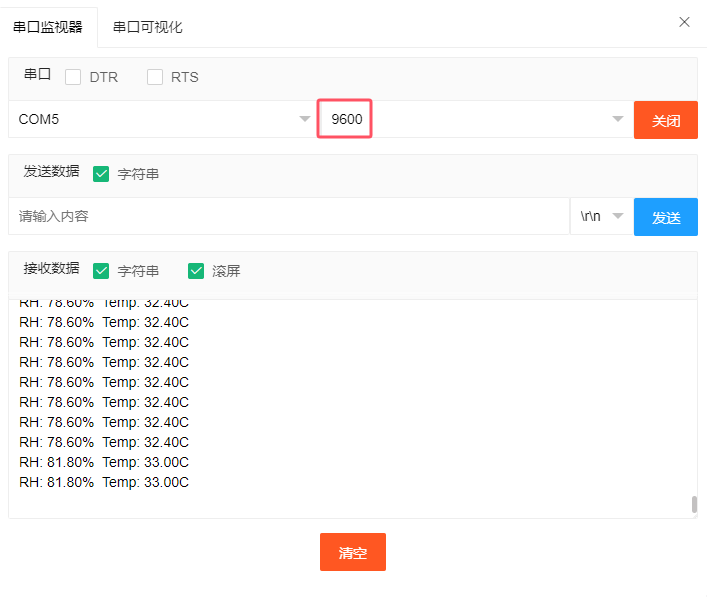 串口监视器 串口可视化
串口 DTR RTS
COM5 9600 关闭
发送数据 字符串
请输入内容 \r\n 发送
接收数据 字符串 滚屏
RH: 78.60% Temp: 32.40C
RH: 78.60% Temp: 32.40C
RH: 78.60% Temp: 32.40C
RH: 78.60% Temp: 32.40C
RH: 78.60% Temp: 32.40C
RH: 78.60% Temp: 32.40C
RH: 78.60% Temp: 32.40C
RH: 78.60% Temp: 32.40C
RH: 81.80% Temp: 33.00C
RH: 81.80% Temp: 33.00C
清空